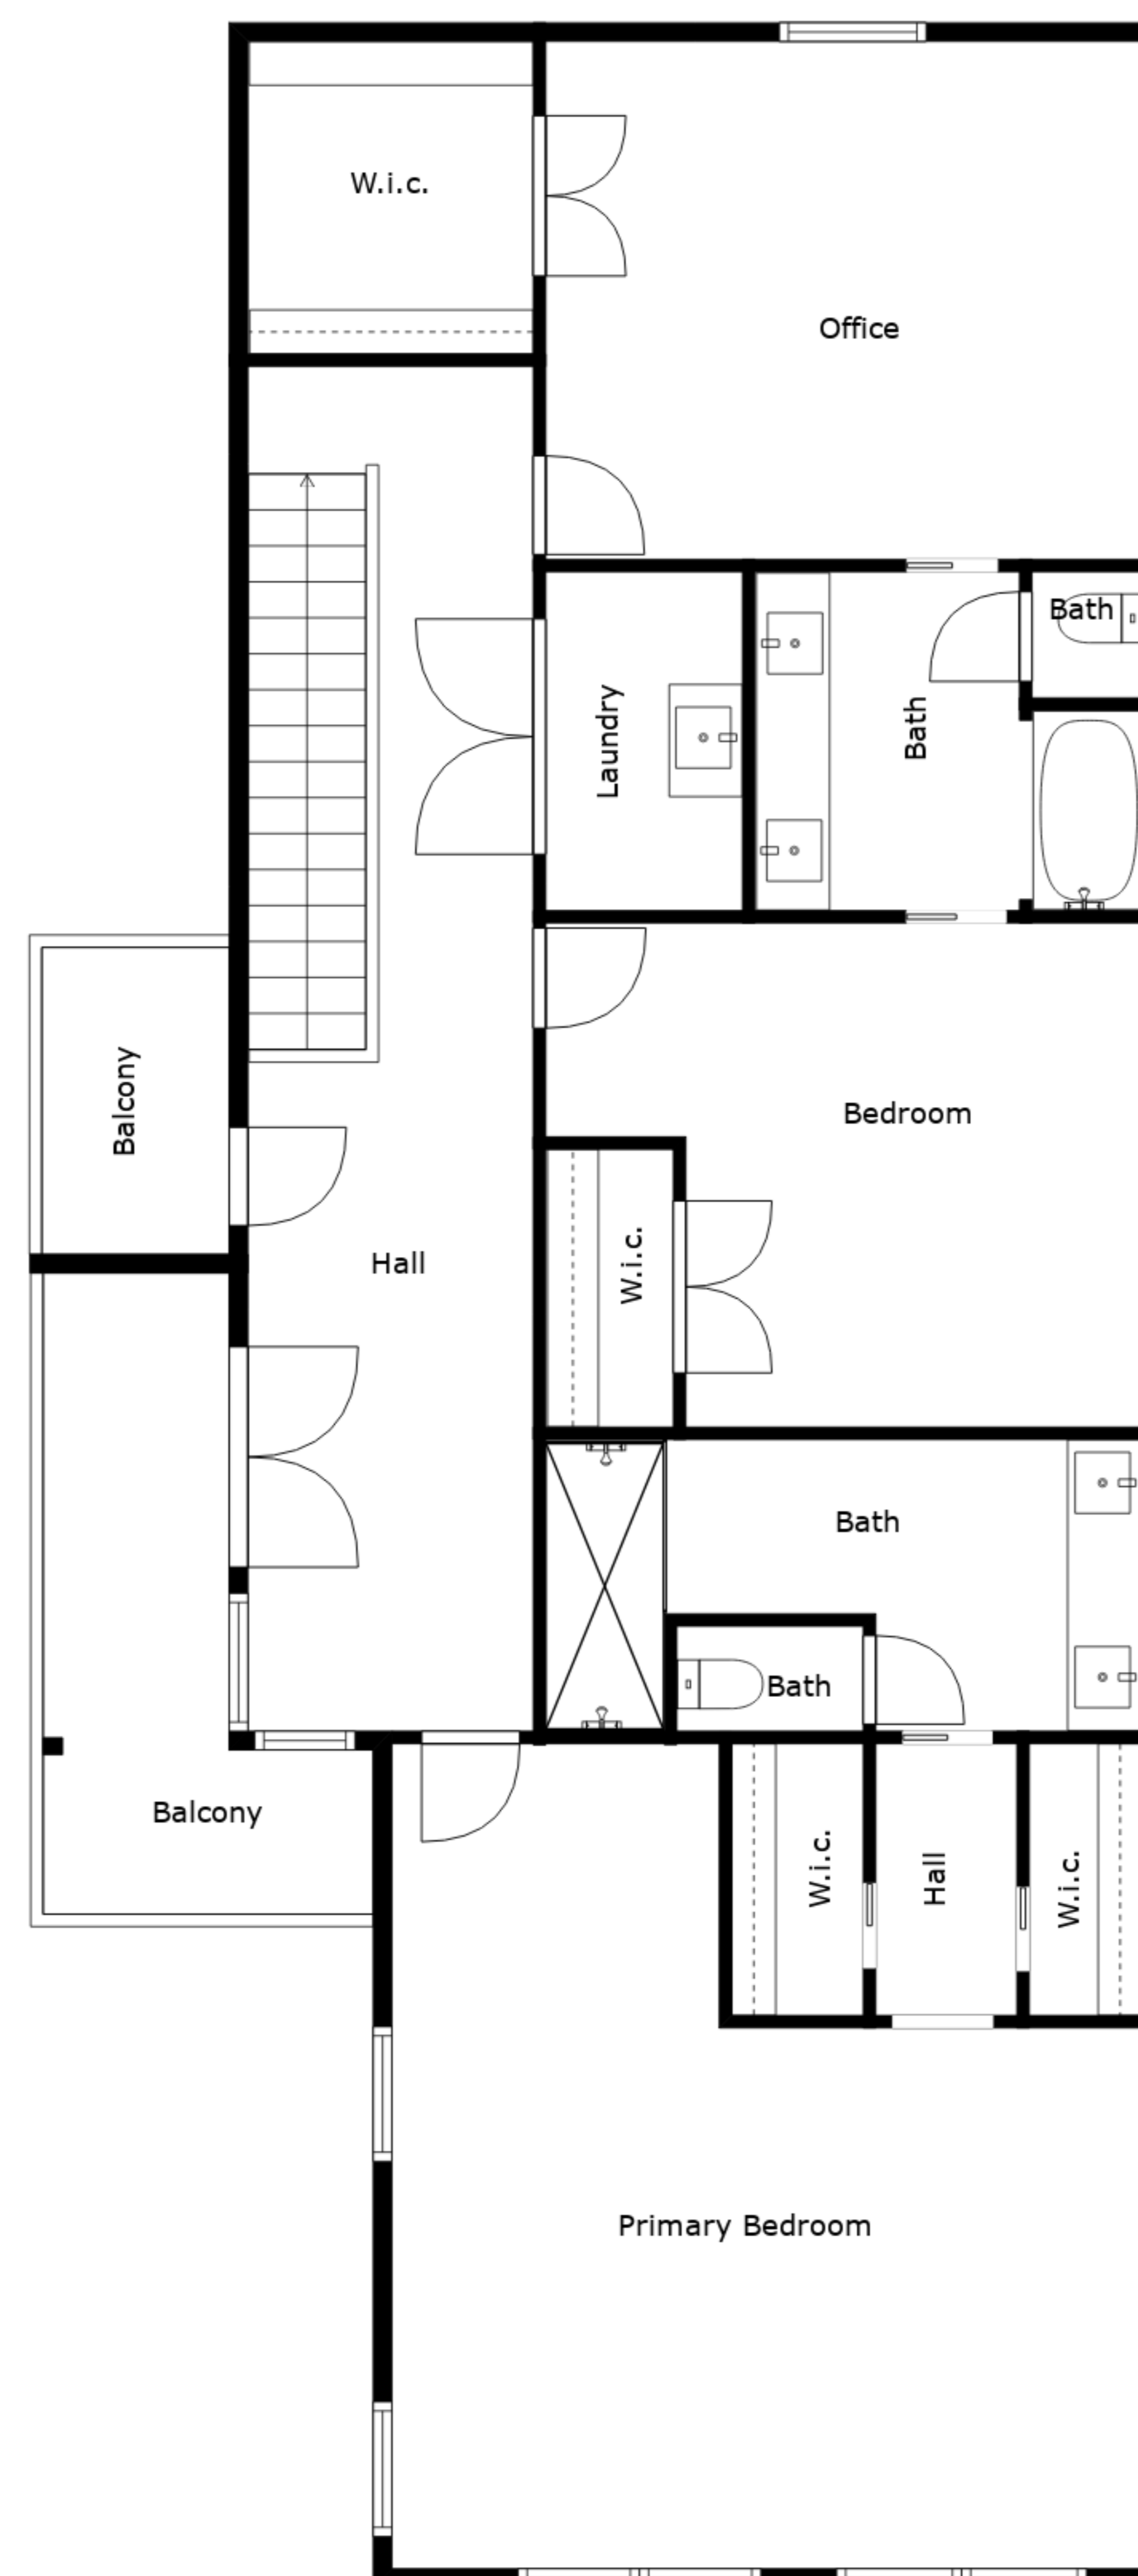 W.i.c.
Office
Bath
Laundry
Bath
Balcony
Bedroom
Hall
W.i.c.
Bath
Bath
Balcony
W.i.c.
Hall
W.i.c.
Primary Bedroom